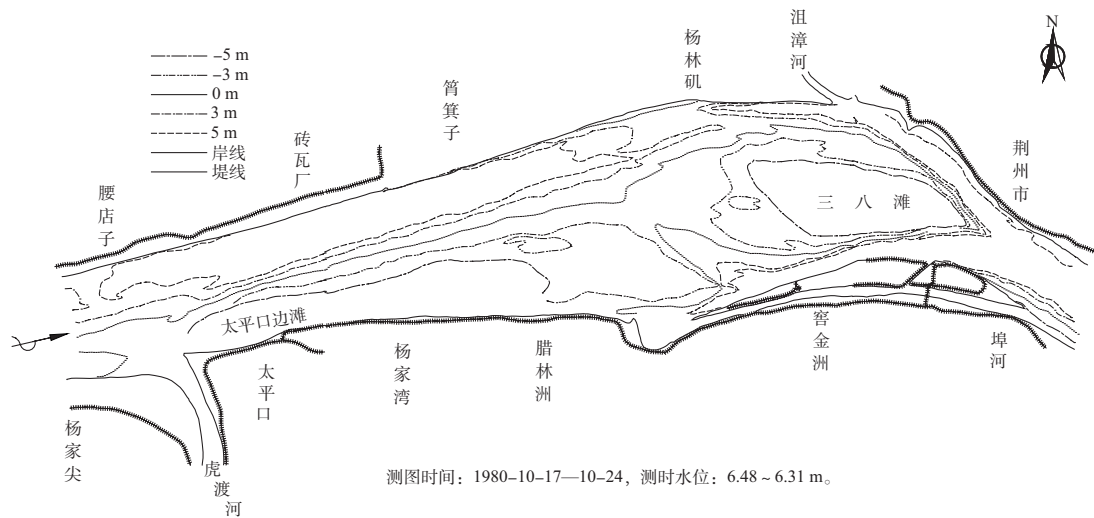 N
−5 m
−3 m
0 m
3 m
5 m
岸线
堤线
腰店子
砖瓦厂
筲箕子
杨林矶
沮漳河
荆州市
三八滩
太平口边滩
杨家尖
虎渡河
太平口
杨家湾
腊林洲
窖金洲
埠河
测图时间：1980-10-17—10-24，测时水位：6.48 ~ 6.31 m。